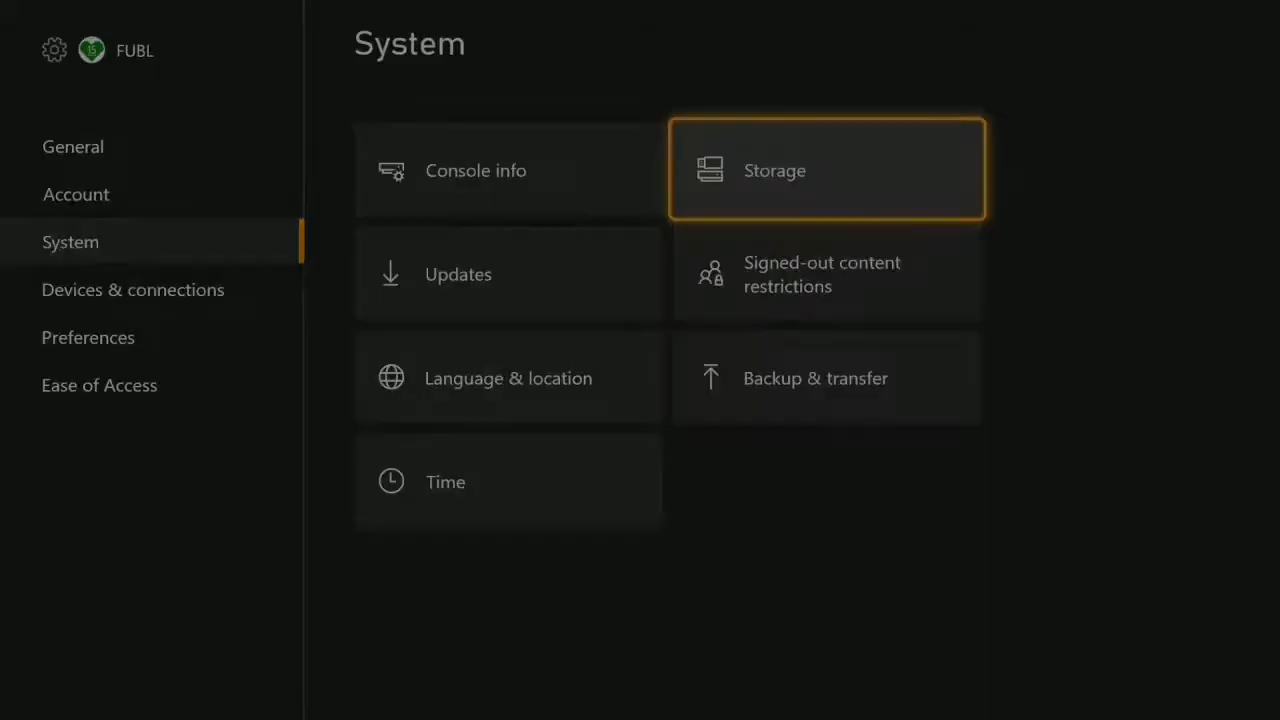 15 FUBL
System
General
Account
System
Devices & connections
Preferences
Ease of Access
Console info
Storage
Updates
Signed-out content
restrictions
Language & location
Backup & transfer
Time